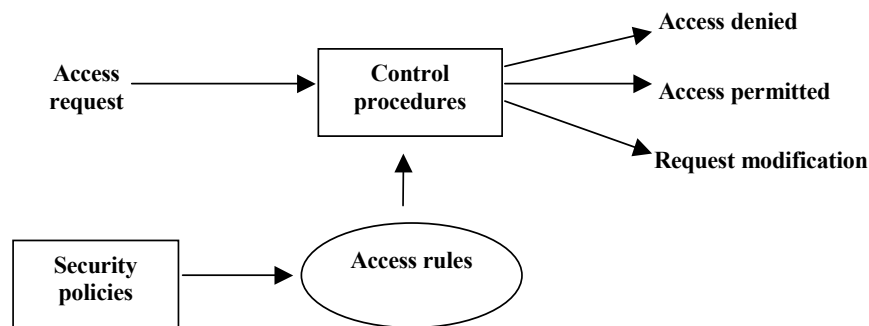 Access denied
Access
request
Control
procedures
Access permitted
Request modification
Security
policies
Access rules